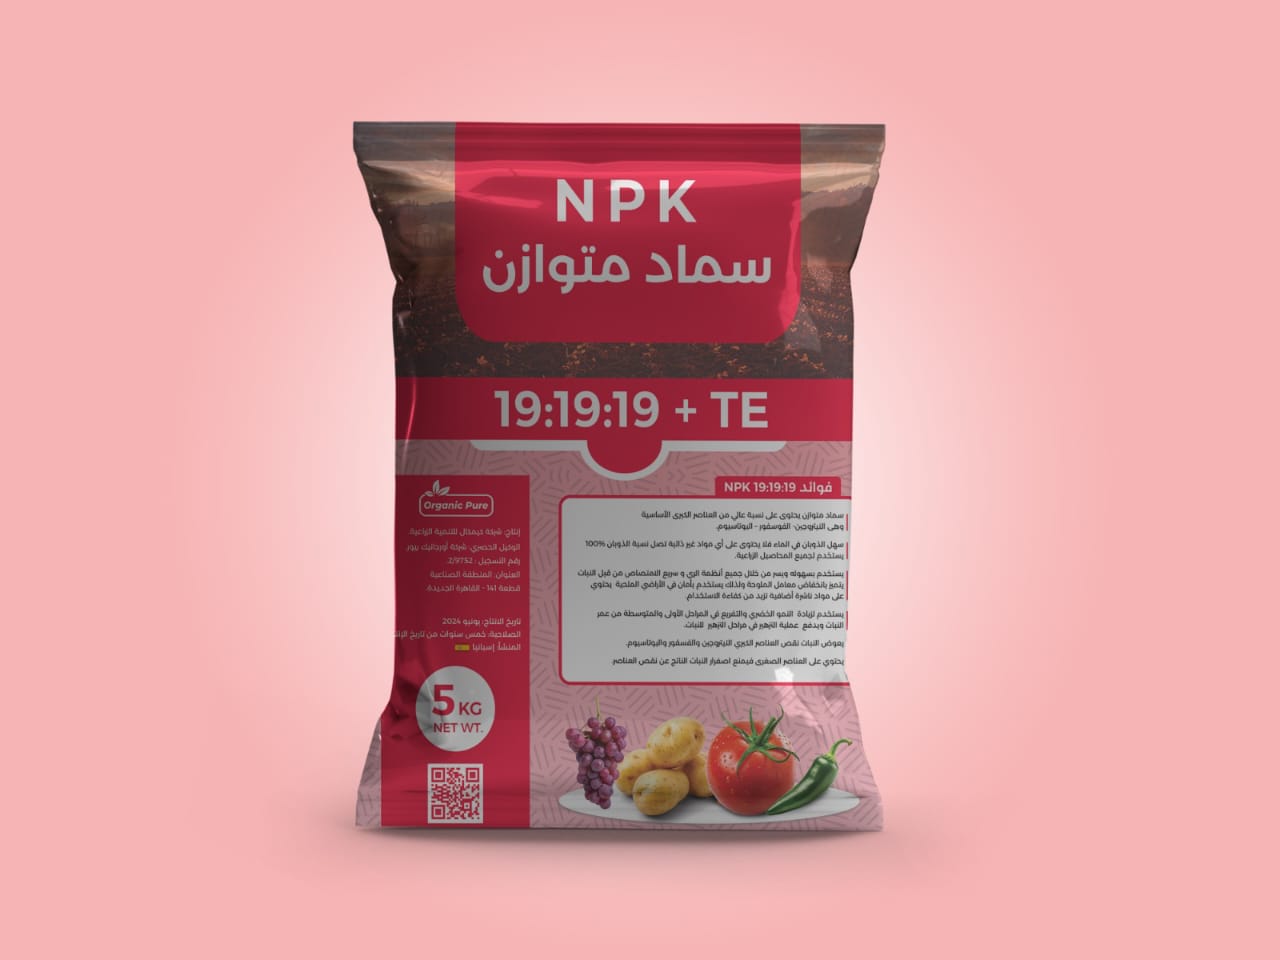 NPK
سماد متوازن
19:19:19 + TE
Organic Pure
إنتاج: شركة كيمدال للتنمية الزراعية.
الوكيل الحصري: شركة أورجانيك بيور.
رقم التسجيل : 2/9752.
العنوان: المنطقة الصناعية
قطعة 141 - القاهرة الجديدة.
تاريخ الانتاج: يونيو 2024
الصلاحية: خمس سنوات من تاريخ
المنشأ: إسبانيا
5 KG
NET WT.
فوائد NPK 19:19:19
سماد متوازن يحتوى على نسبة عالي من العناصر الكبرى الأساسية
وهى النيتروجين- الفوسفور - البوتاسيوم.
سهل الذوبان في الماء فلا يحتوى على أي مواد غير ذائبة تصل نسبة الذوبان 100%
يستخدم لجميع المحاصيل الزراعية.
يستخدم بسهوله ويسر من خلال جميع أنظمة الري و سريع الامتصاص من قبل النبات
يتميز بانخفاض معامل الملوحة ولذلك يستخدم بأمان في الأراضي الملحية يحتوي
على مواد ناشرة أضافية تزيد من كفاءة الاستخدام.
يستخدم لزيادة النمو الخضري والتفريع في المراحل الأولى والمتوسطة من عمر
النبات ويدفع عملية التزهير في مراحل التزهير للنبات.
يعوض النبات نقص العناصر الكبرى النيتروجين والفسفور والبوتاسيوم.
يحتوي على العناصر الصغرى فيمنع اصفرار النبات الناتج عن نقص العناصر.